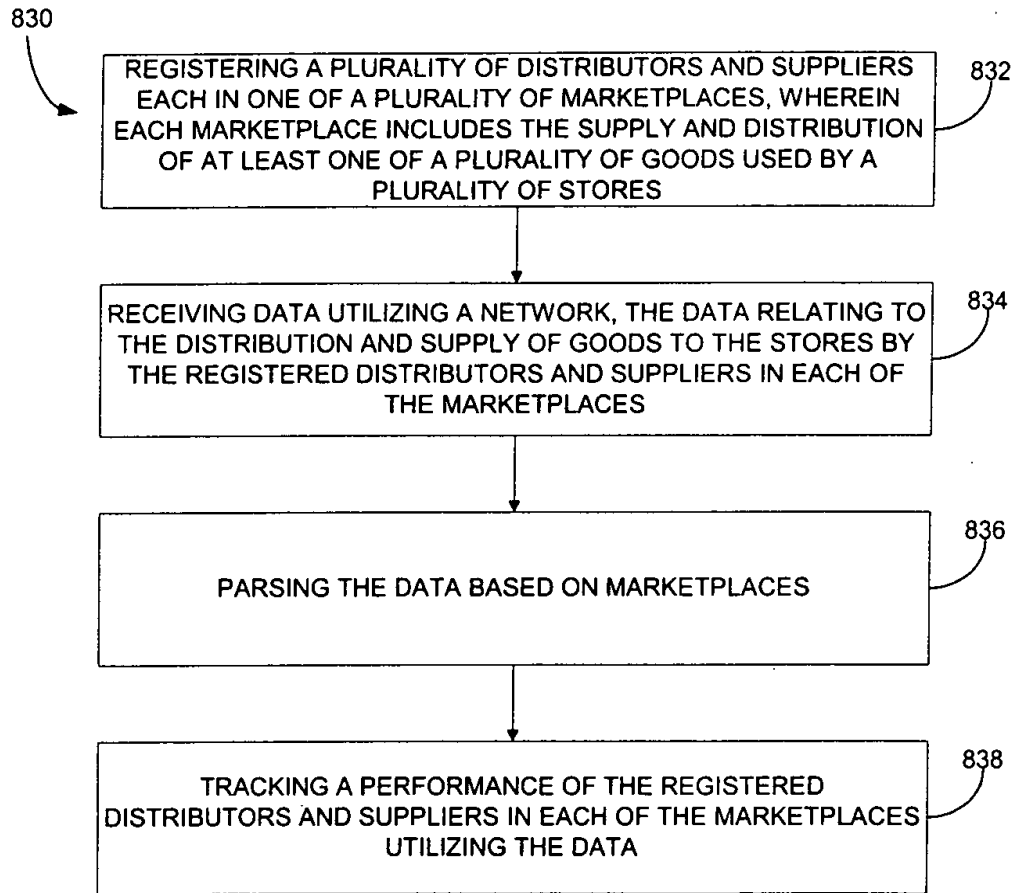 830
REGISTERING A PLURALITY OF DISTRIBUTORS AND SUPPLIERS
832
EACH IN ONE OF A PLURALITY OF MARKETPLACES, WHEREIN
EACH MARKETPLACE INCLUDES THE SUPPLY AND DISTRIBUTION
OF AT LEAST ONE OF A PLURALITY OF GOODS USED BY A
PLURALITY OF STORES
834
RECEIVING DATA UTILIZING A NETWORK, THE DATA RELATING TO
THE DISTRIBUTION AND SUPPLY OF GOODS TO THE STORES BY
THE REGISTERED DISTRIBUTORS AND SUPPLIERS IN EACH OF
THE MARKETPLACES
836
PARSING THE DATA BASED ON MARKETPLACES
838
TRACKING A PERFORMANCE OF THE REGISTERED
DISTRIBUTORS AND SUPPLIERS IN EACH OF THE MARKETPLACES
UTILIZING THE DATA